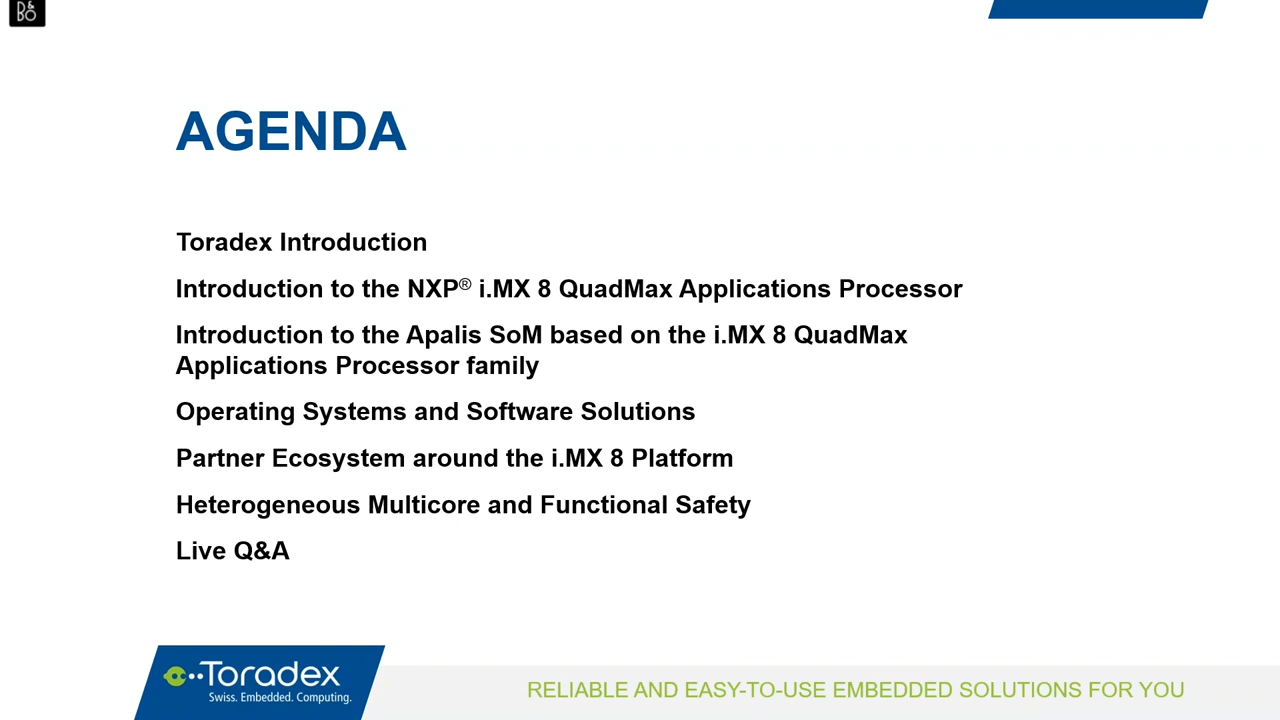 B&O
AGENDA
Toradex Introduction
Introduction to the NXP® i.MX 8 QuadMax Applications Processor
Introduction to the Apalis SoM based on the i.MX 8 QuadMax
Applications Processor family
Operating Systems and Software Solutions
Partner Ecosystem around the i.MX 8 Platform
Heterogeneous Multicore and Functional Safety
Live Q&A
Toradex
Swiss. Embedded. Computing.
RELIABLE AND EASY-TO-USE EMBEDDED SOLUTIONS FOR YOU